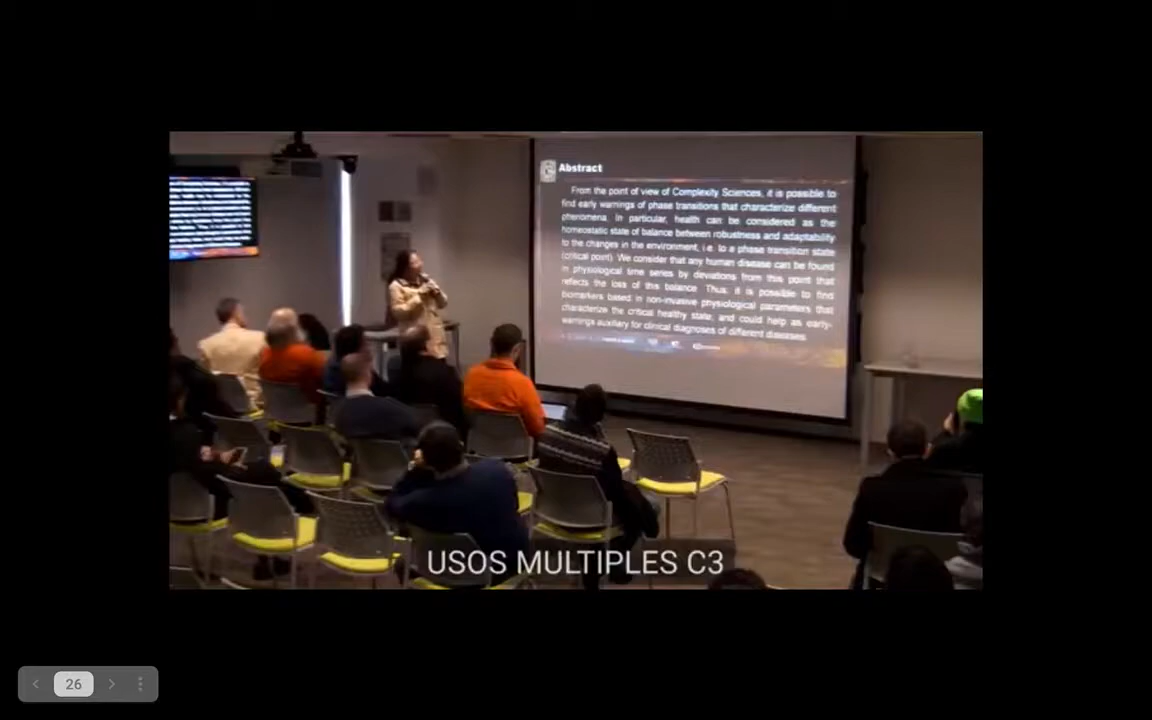 Abstract
From the point of view of Complexity Sciences, it is possible to
find early warnings of phase transitions that characterize different
phenomena. In particular, health can be considered as the
homeostatic state of balance between robustness and adaptability
to the changes in the environment, i.e. to a phase transition state
(critical point). We consider that any human disease can be found
in physiological time series by deviations from this point that
reflects the loss of this balance. Thus, it is possible to find
biomarkers based in non-invasive physiological parameters that
characterize the critical healthy state, and could help as early-
warnings auxiliary for clinical diagnoses of different diseases.
USOS MULTIPLES C3
26